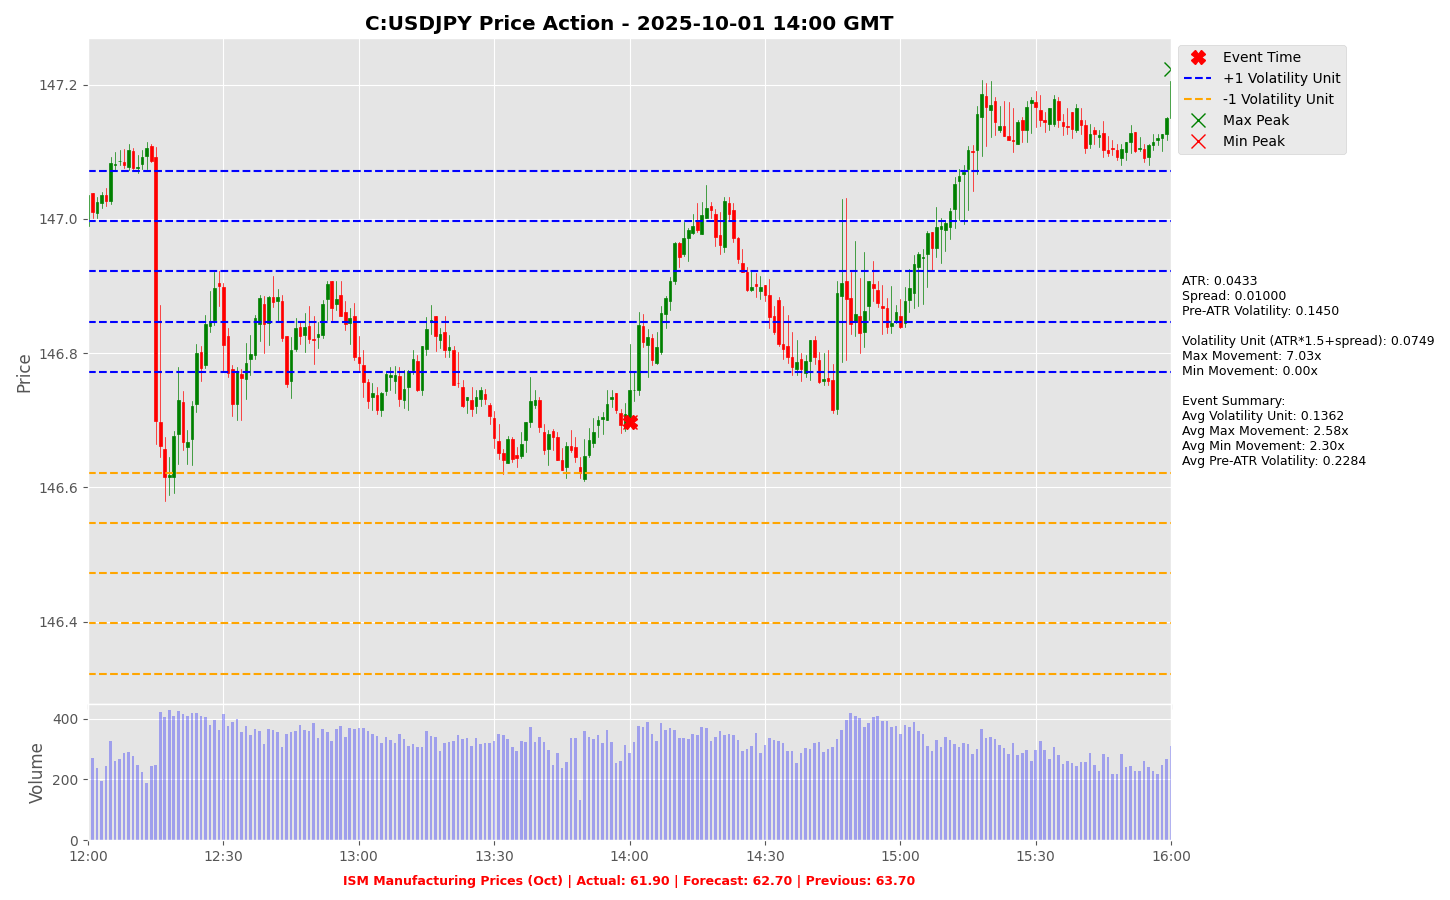 C:USDJPY Price Action - 2025-10-01 14:00 GMT
Event Time
+1 Volatility Unit
-1 Volatility Unit
Max Peak
Min Peak
Price
147.2
147.0
146.8
146.6
146.4
ATR: 0.0433
Spread: 0.01000
Pre-ATR Volatility: 0.1450
Volatility Unit (ATR*1.5+spread): 0.0749
Max Movement: 7.03x
Min Movement: 0.00x
Event Summary:
Avg Volatility Unit: 0.1362
Avg Max Movement: 2.58x
Avg Min Movement: 2.30x
Avg Pre-ATR Volatility: 0.2284
Volume
400
200
0
12:00 12:30 13:00 13:30 14:00 14:30 15:00 15:30 16:00
ISM Manufacturing Prices (Oct) | Actual: 61.90 | Forecast: 62.70 | Previous: 63.70